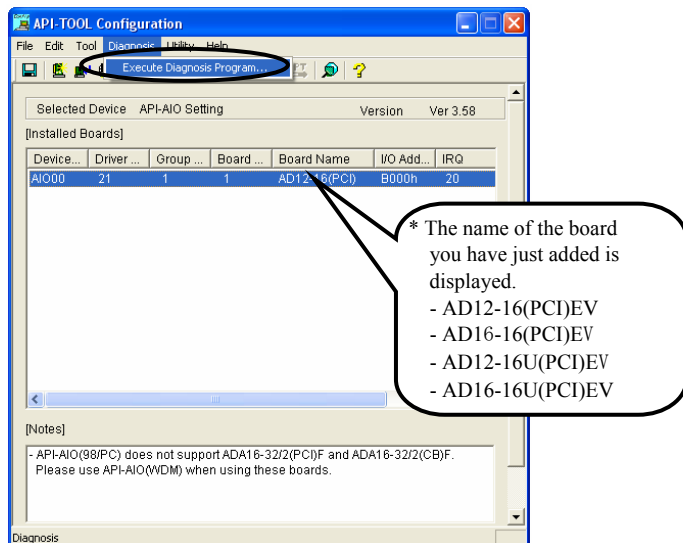 API-TOOL Configuration
File Edit Tool Diagnosis Utility Help
Execute Diagnosis Program...
Selected Device API-AIO Setting Version Ver 3.58
[Installed Boards]
Device... Driver ... Group ... Board ... Board Name I/O Add... IRQ
AIO00 21 1 1 AD12-16(PCI) B000h 20
* The name of the board
you have just added is
displayed.
- AD12-16(PCI)EV
- AD16-16(PCI)EV
- AD12-16U(PCI)EV
- AD16-16U(PCI)EV
[Notes]
- API-AIO(98/PC) does not support ADA16-32/2(PCI)F and ADA16-32/2(CB)F.
Please use API-AIO(WDM) when using these boards.
Diagnosis